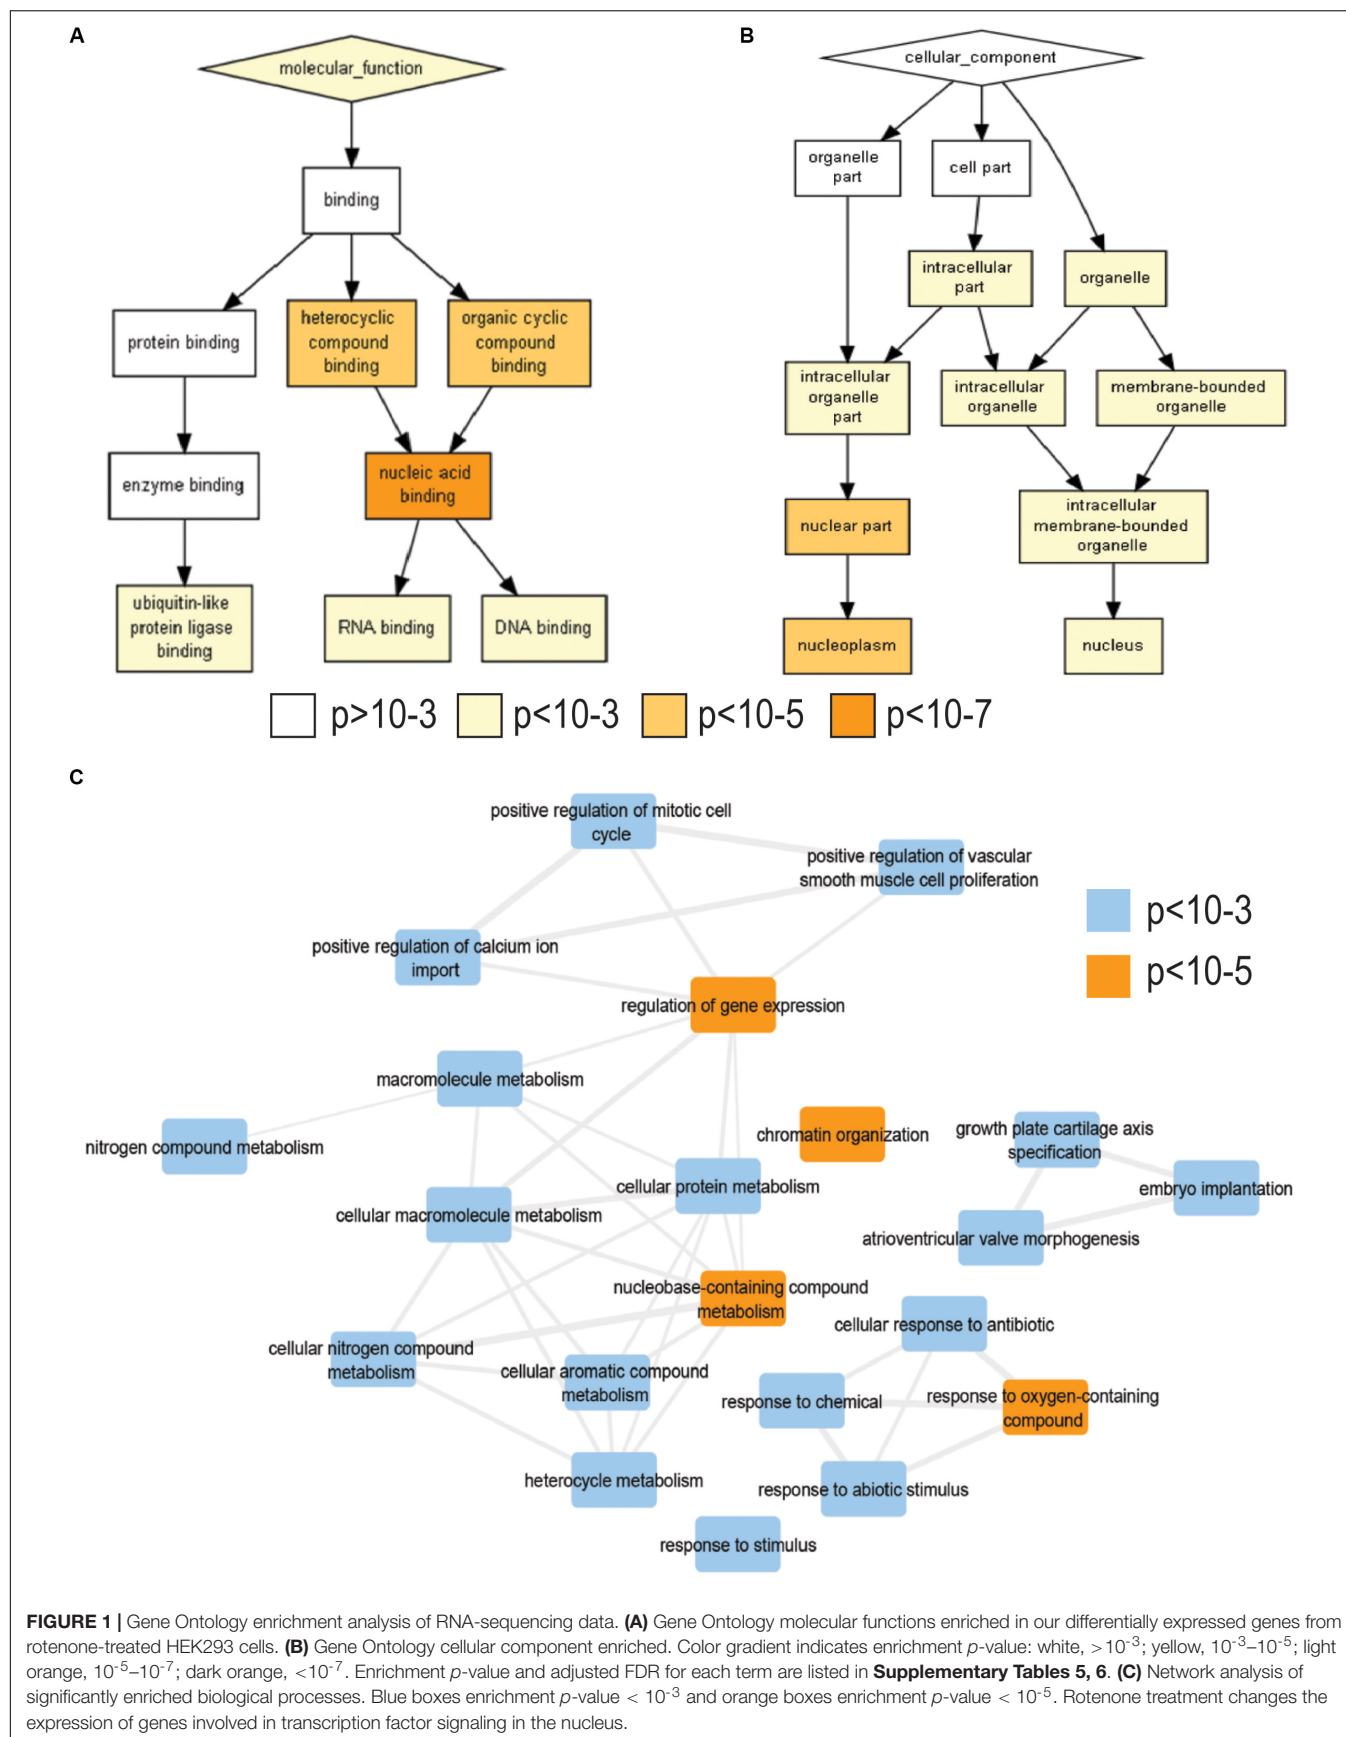 A
molecular_function
binding
protein binding
heterocyclic
compound
binding
organic cyclic
compound
binding
enzyme binding
nucleic acid
binding
ubiquitin-like
protein ligase
binding
RNA binding
DNA binding
B
cellular_component
organelle
part
cell part
intracellular
part
organelle
intracellular
organelle
part
intracellular
organelle
membrane-bounded
organelle
nuclear part
intracellular
membrane-bounded
organelle
nucleoplasm
nucleus
p>10-3
p<10-3
p<10-5
p<10-7
C
positive regulation of mitotic cell
cycle
positive regulation of vascular
smooth muscle cell proliferation
p<10-3
p<10-5
positive regulation of calcium ion
import
regulation of gene expression
macromolecule metabolism
nitrogen compound metabolism
chromatin organization
growth plate cartilage axis
specification
embryo implantation
atrioventricular valve morphogenesis
cellular protein metabolism
cellular macromolecule metabolism
nucleobase-containing compound
metabolism
cellular response to antibiotic
cellular nitrogen compound
metabolism
cellular aromatic compound
metabolism
response to chemical
response to oxygen-containing
compound
heterocycle metabolism
response to abiotic stimulus
response to stimulus
FIGURE 1 | Gene Ontology enrichment analysis of RNA-sequencing data. (A) Gene Ontology molecular functions enriched in our differentially expressed genes from
rotenone-treated HEK293 cells. (B) Gene Ontology cellular component enriched. Color gradient indicates enrichment p-value: white, >10-3; yellow, 10-3–10-5; light
orange, 10-5–10-7; dark orange, <10-7. Enrichment p-value and adjusted FDR for each term are listed in Supplementary Tables 5, 6. (C) Network analysis of
significantly enriched biological processes. Blue boxes enrichment p-value < 10-3 and orange boxes enrichment p-value < 10-5. Rotenone treatment changes the
expression of genes involved in transcription factor signaling in the nucleus.